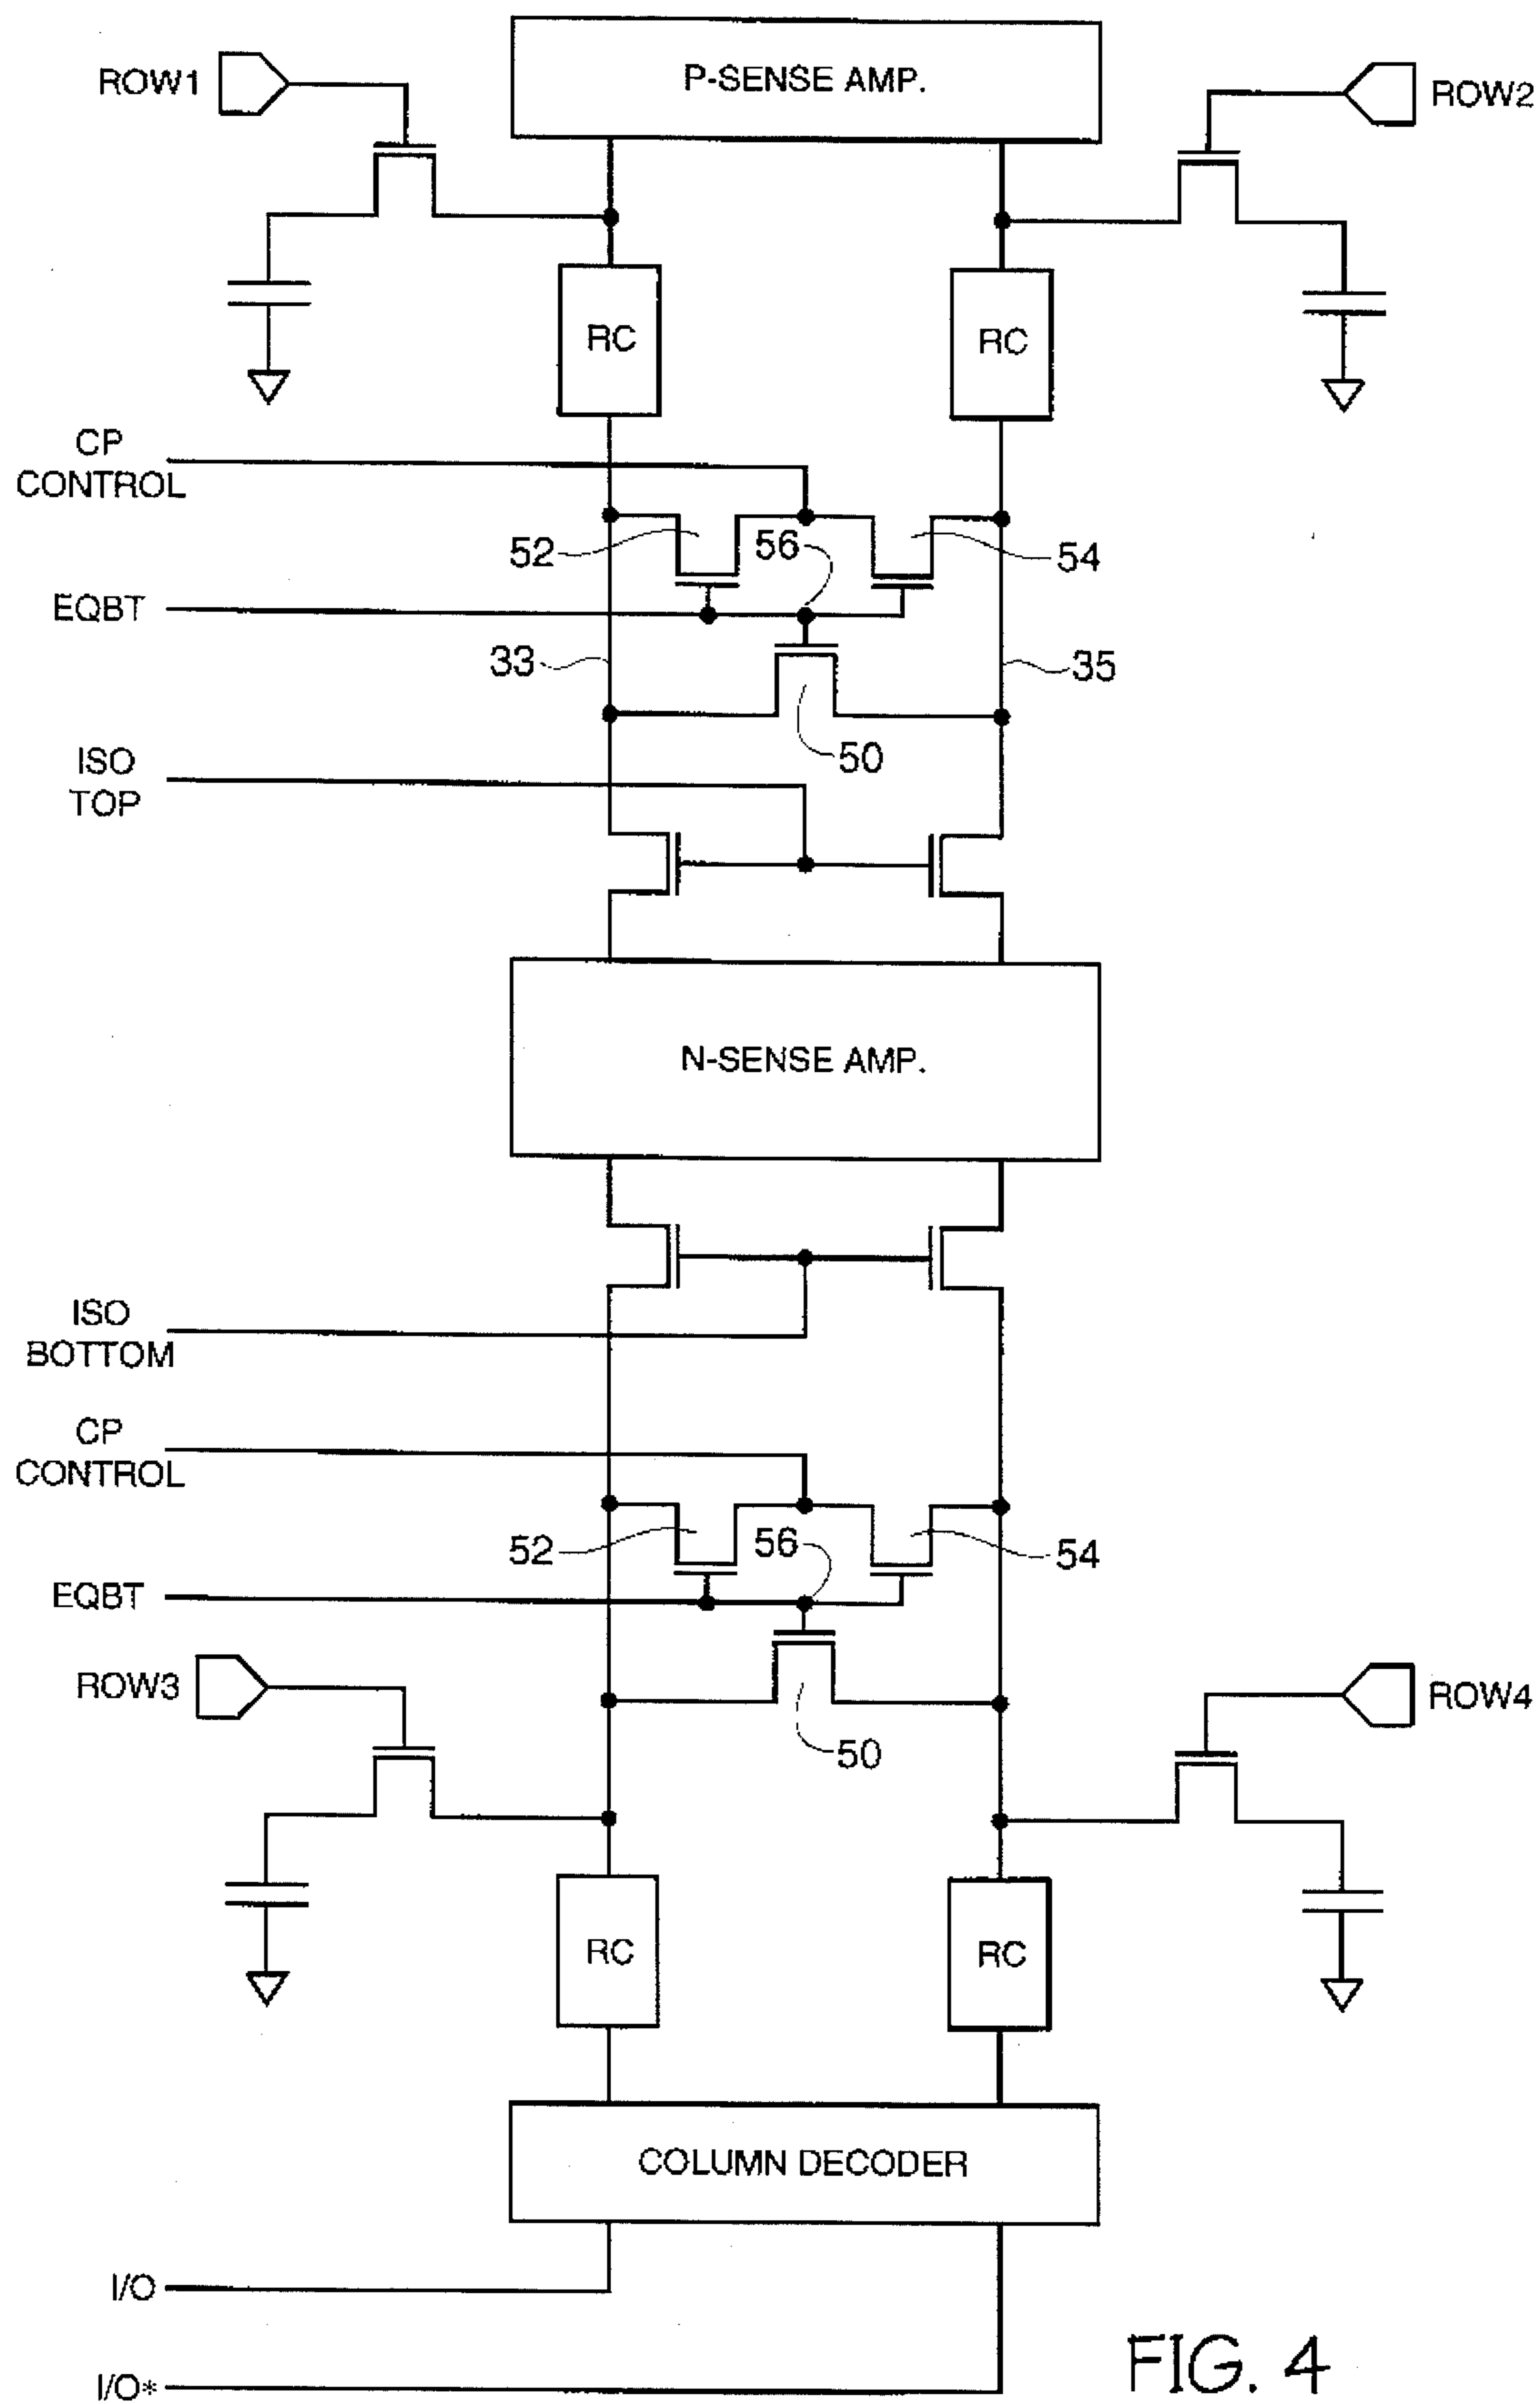 P-SENSE AMP.
ROW1
ROW2
RC
RC
CP
CONTROL
52
56
54
EQBT
33
35
50
ISO
TOP
N-SENSE AMP.
ISO
BOTTOM
CP
CONTROL
52
56
54
EQBT
ROW3
ROW4
50
RC
RC
COLUMN DECODER
I/O
I/O*
FIG. 4